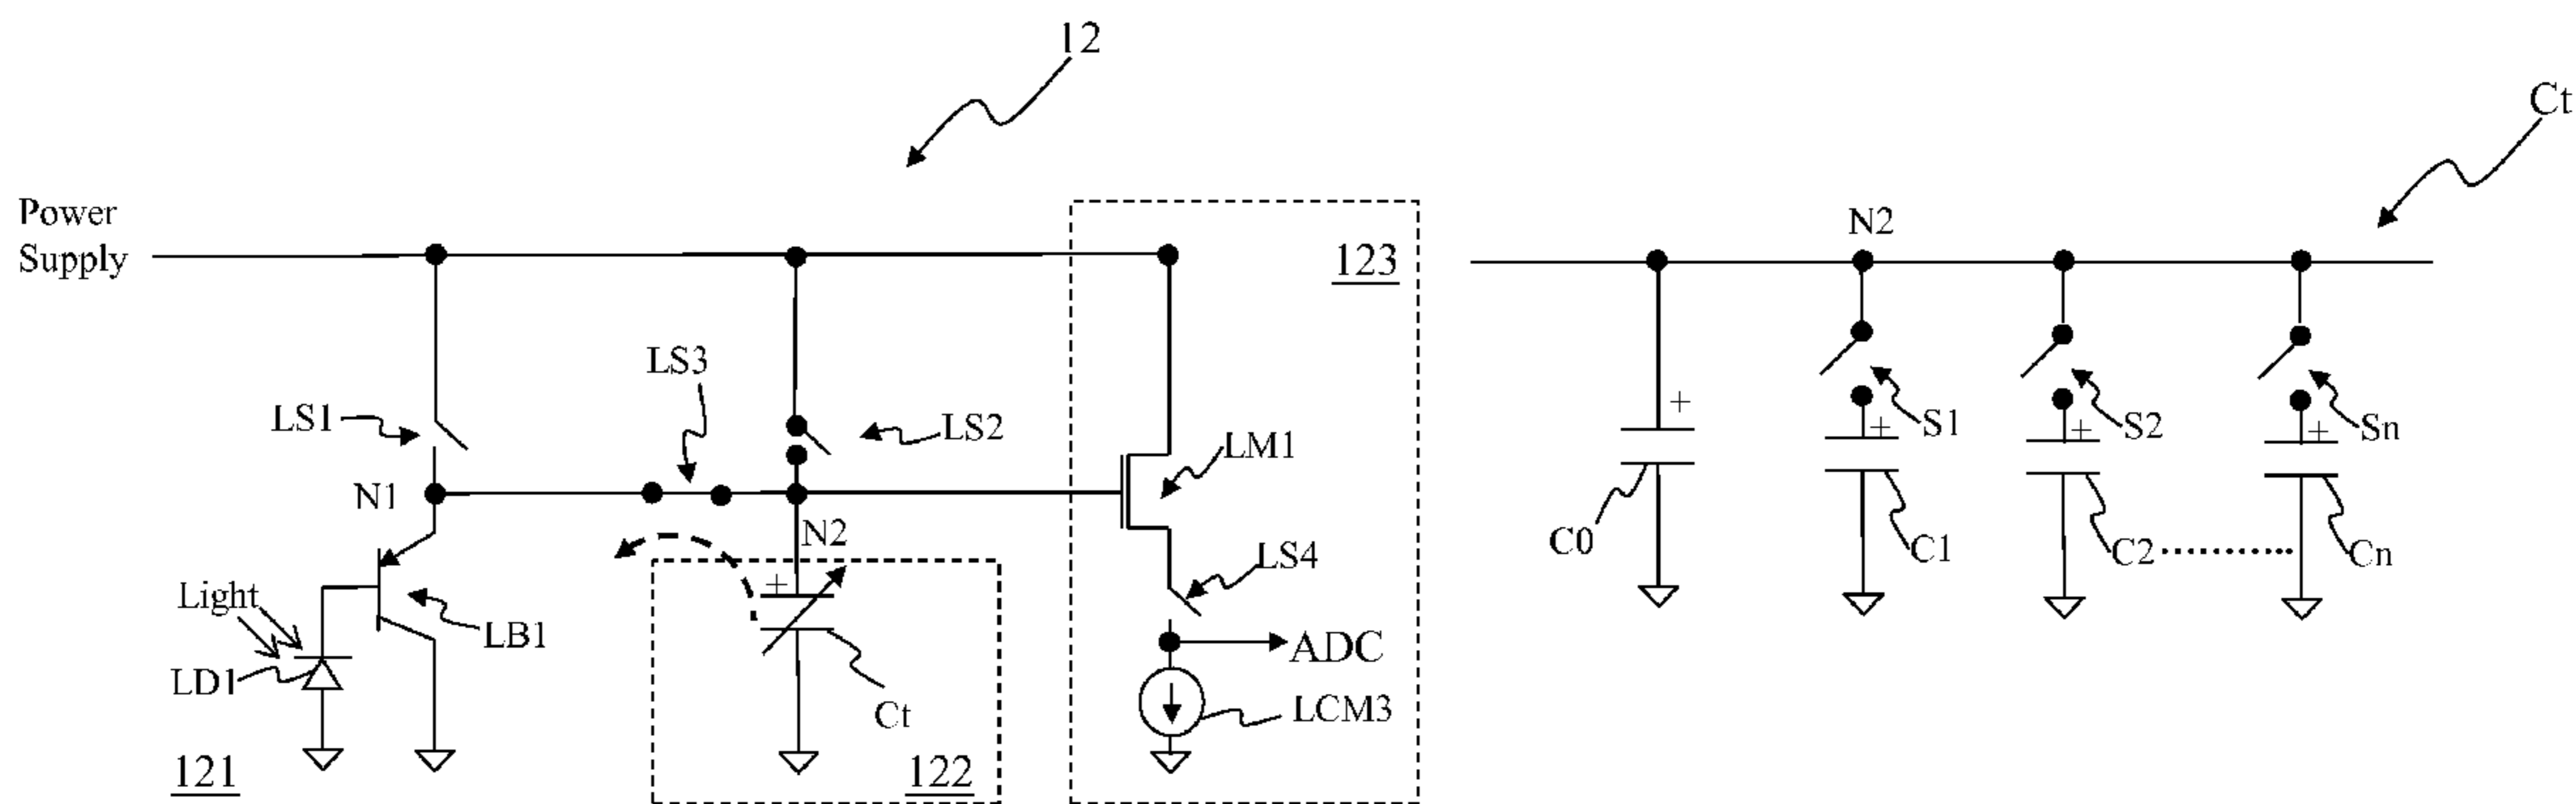 12
Ct
Power
Supply
N2
123
LS3
LS1
LS2
S1
S2
Sn
LM1
N1
C0
C1
C2
Cn
N2
+
+
+
+
+
LS4
Light
LB1
ADC
LD1
Ct
LCM3
121
122